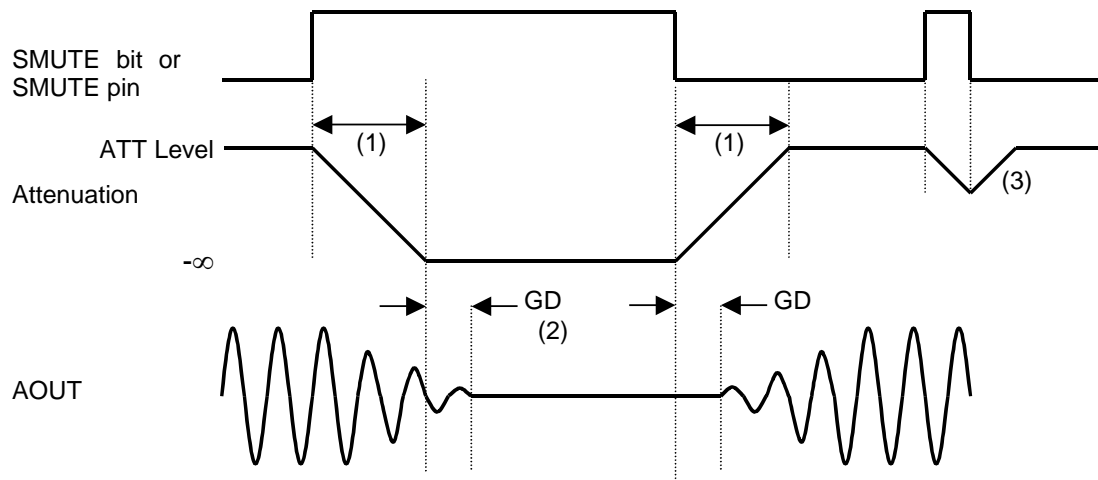 SMUTE bit or
SMUTE pin
ATT Level
(1)
(1)
Attenuation
(3)
-∞
GD
(2)
GD
AOUT